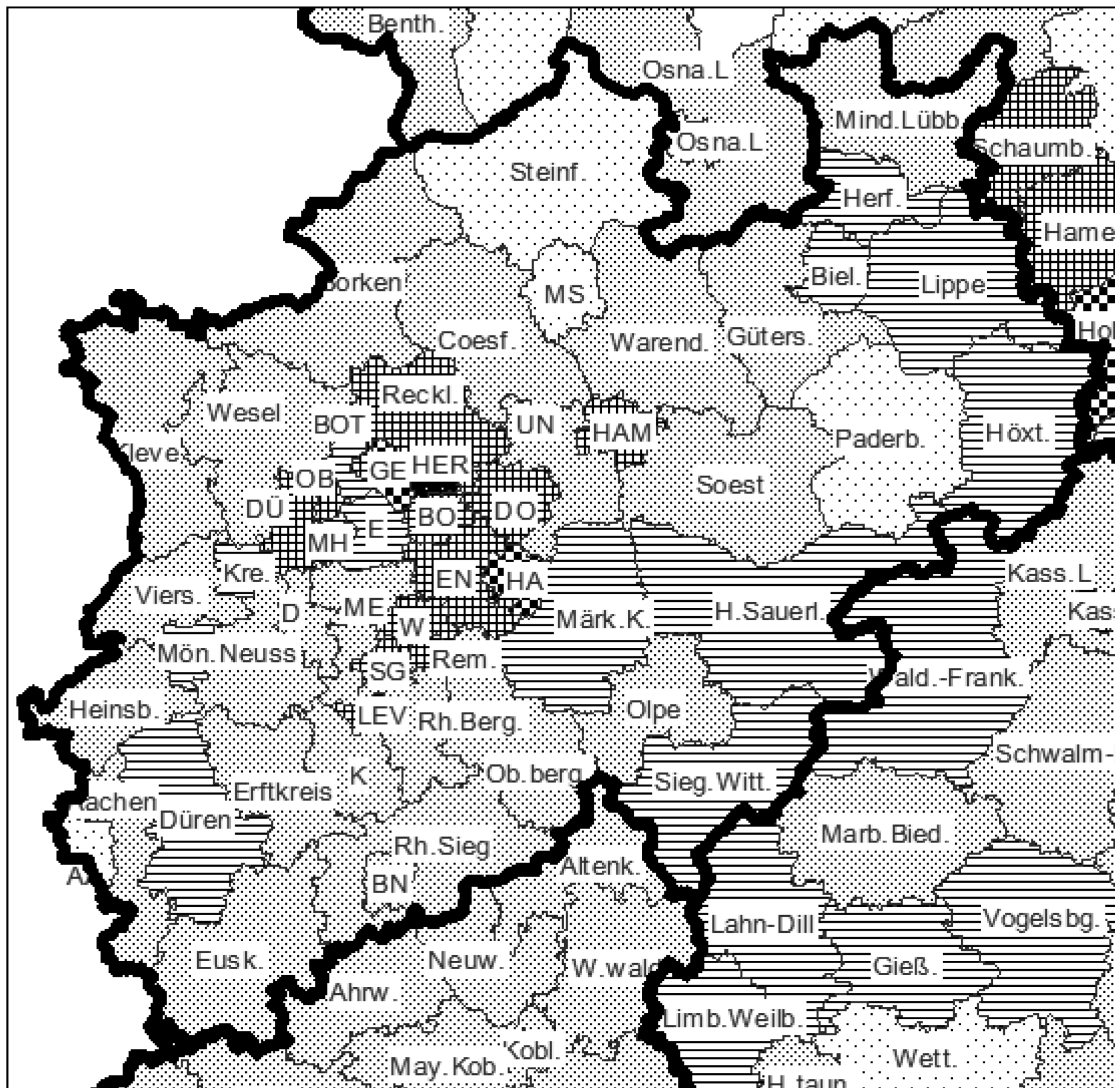 Benth.
Osna.L
Mind.Lübb.
Osna.L
Schaumb.
Steinf.
Herf.
Hame
Borken
MS
Biel.
Lippe
Coesf.
Warend.
Güters.
Reckl.
Wesel
BOT
UN
HAM
Paderb.
Höxt.
Kleve
GE
HER
OB
Soest
DÜ
BO
DO
MH
E
Kre.
EN
HA
Kass.L
Viers.
D
ME
Märk.K.
H.Sauerl.
Kass
W
Mön.
Neuss
SG
Rem.
Wald.-Frank.
Heinsb.
LEV
Rh.Berg.
Olpe
Schwalm-
K
Ob.berg
Sieg.Witt.
Aachen
Erftkreis
Düren
Marb.Bied.
Rh.Sieg
Altenk.
BN
Lahn-Dill
Vogelsbg.
Eusk.
Neuw.
W.wald
Gieß.
Ahrw.
Limb.Weilb.
Kobl.
May.Kob.
Wett.
H.taun